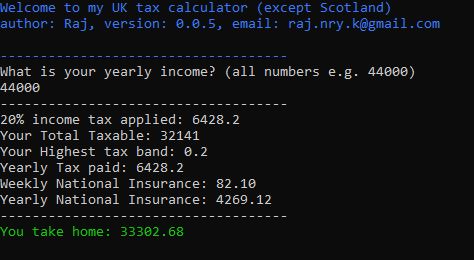 Welcome to my UK tax calculator (except Scotland)
author: Raj, version: 0.0.5, email: raj.nry.k@gmail.com
------------------------------------
What is your yearly income? (all numbers e.g. 44000)
44000
------------------------------------
20% income tax applied: 6428.2
Your Total Taxable: 32141
Your Highest tax band: 0.2
Yearly Tax paid: 6428.2
Weekly National Insurance: 82.10
Yearly National Insurance: 4269.12
------------------------------------
You take home: 33302.68